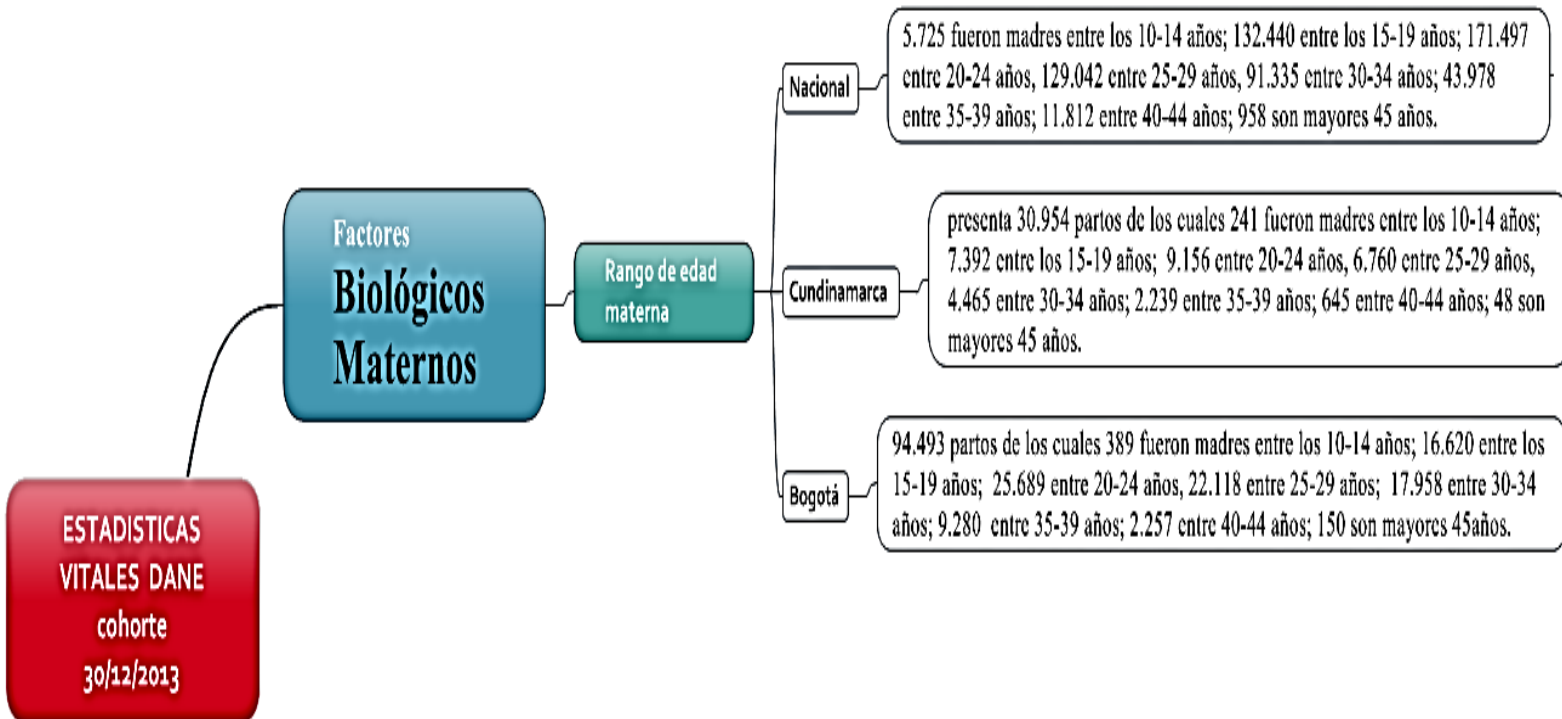 ESTADISTICAS
VITALES DANE
cohorte
30/12/2013
Factores
Biológicos
Maternos
Rango de edad
materna
Nacional
5.725 fueron madres entre los 10-14 años; 132.440 entre los 15-19 años; 171.497
entre 20-24 años, 129.042 entre 25-29 años, 91.335 entre 30-34 años; 43.978
entre 35-39 años; 11.812 entre 40-44 años; 958 son mayores 45 años.
Cundinamarca
presenta 30.954 partos de los cuales 241 fueron madres entre los 10-14 años;
7.392 entre los 15-19 años; 9.156 entre 20-24 años, 6.760 entre 25-29 años,
4.465 entre 30-34 años; 2.239 entre 35-39 años; 645 entre 40-44 años; 48 son
mayores 45 años.
Bogotá
94.493 partos de los cuales 389 fueron madres entre los 10-14 años; 16.620 entre los
15-19 años; 25.689 entre 20-24 años, 22.118 entre 25-29 años; 17.958 entre 30-34
años; 9.280 entre 35-39 años; 2.257 entre 40-44 años; 150 son mayores 45años.